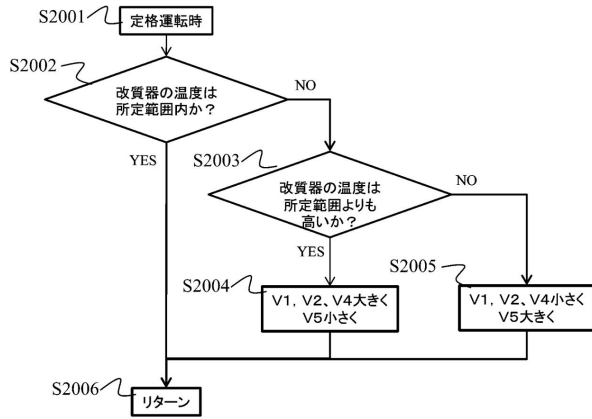 S2001
定格運転時
S2002
改質器の温度は
所定範囲内か？
NO
YES
S2003
改質器の温度は
所定範囲よりも
高いか？
NO
YES
S2004
V1，V2、V4大きく
V5小さく
S2005
V1，V2、V4小さく
V5大きく
S2006
リターン